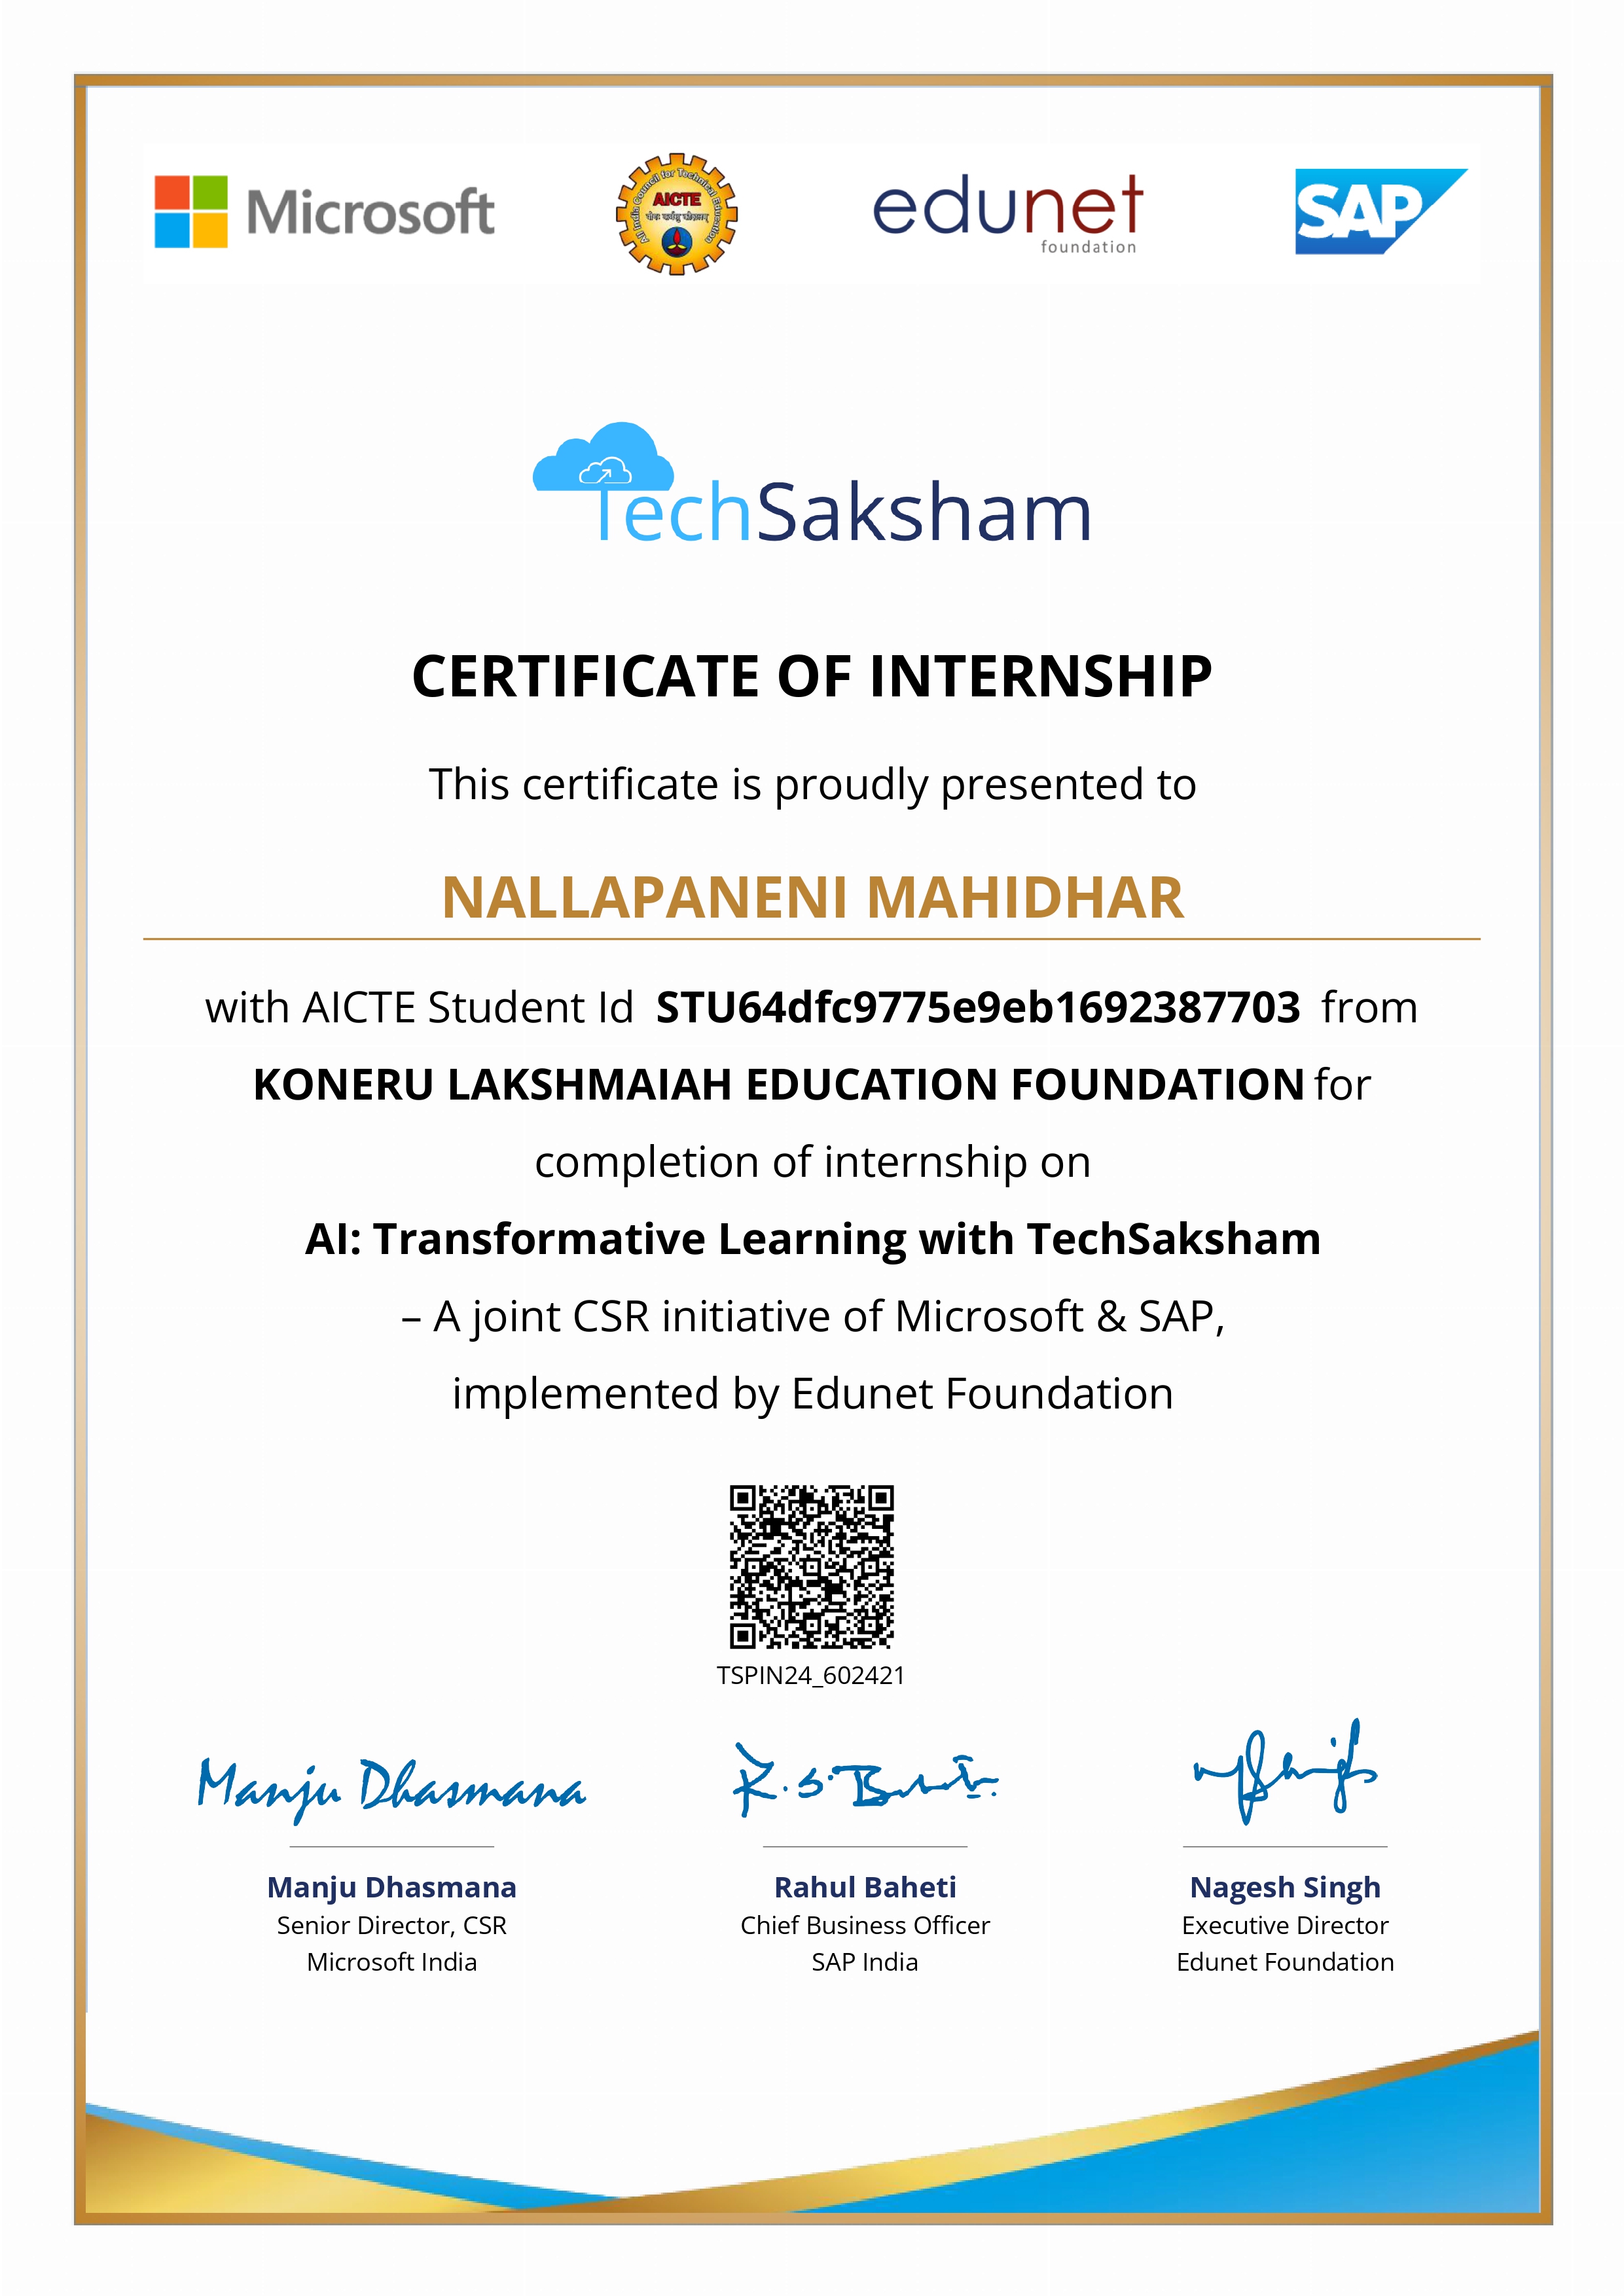 Microsoft
All India Council for Technical Education
AICTE
edunet
foundation
SAP
TechSaksham
CERTIFICATE OF INTERNSHIP
This certificate is proudly presented to
NALLAPANENI MAHIDHAR
with AICTE Student Id STU64dfc9775e9eb1692387703 from
KONERU LAKSHMAIAH EDUCATION FOUNDATION for
completion of internship on
AI: Transformative Learning with TechSaksham
– A joint CSR initiative of Microsoft & SAP,
implemented by Edunet Foundation
TSPIN24_602421
Manju Dhasmana
R.S.
Manju Dhasmana
Rahul Baheti
Nagesh Singh
Senior Director, CSR
Chief Business Officer
Executive Director
Microsoft India
SAP India
Edunet Foundation